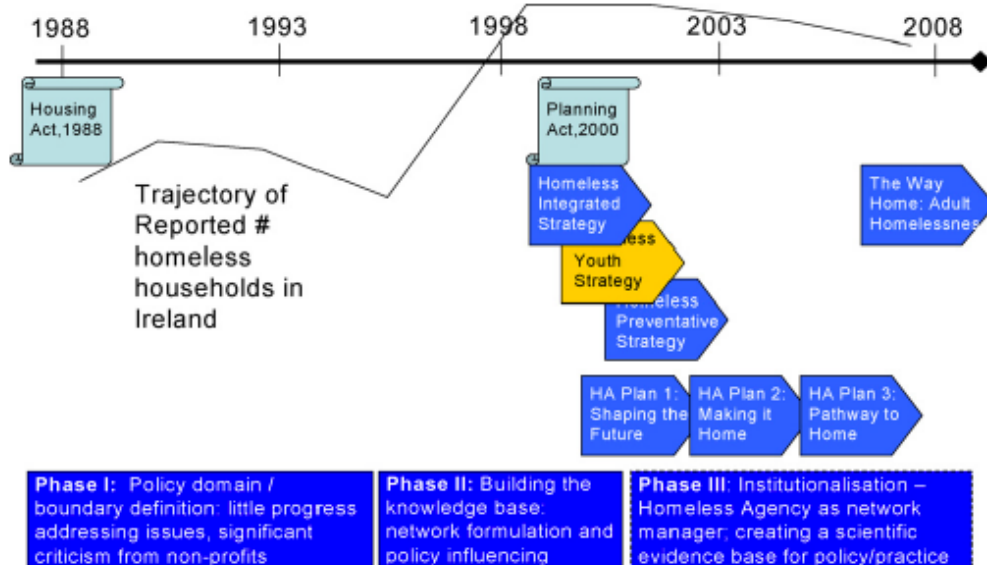 1988
1993
1998
2003
2008
Housing
Act,1988
Planning
Act,2000
Trajectory of
Reported #
homeless
households in
Ireland
Homeless
Integrated
Strategy
Youth
Strategy
Homeless
Preventative
Strategy
The Way
Home: Adult
Homelessnes
HA Plan 1:
Shaping the
Future
HA Plan 2:
Making it
Home
HA Plan 3:
Pathway to
Home
Phase I: Policy domain /
boundary definition: little progress
addressing issues, significant
criticism from non-profits
Phase II: Building the
knowledge base:
network formulation and
policy influencing
Phase III: Institutionalisation –
Homeless Agency as network
manager; creating a scientific
evidence base for policy/practice